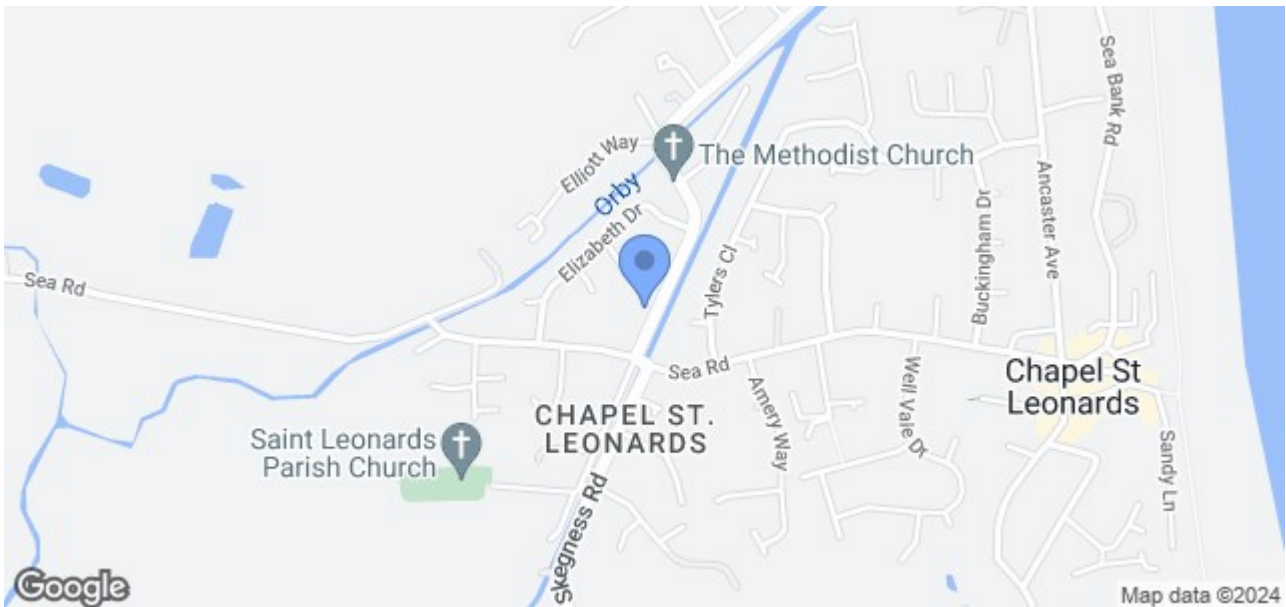 Sea Bank Rd
Elliott Way
The Methodist Church
Orby
Elizabeth Dr
Ancaster Ave
Buckingham Dr
Tylers Cl
Sea Rd
Sea Rd
Well Vale Dr
Chapel St
Leonards
Amery Way
CHAPEL ST.
LEONARDS
Saint Leonards
Parish Church
Sandy Ln
Skegness Rd
Google
Map data ©2024